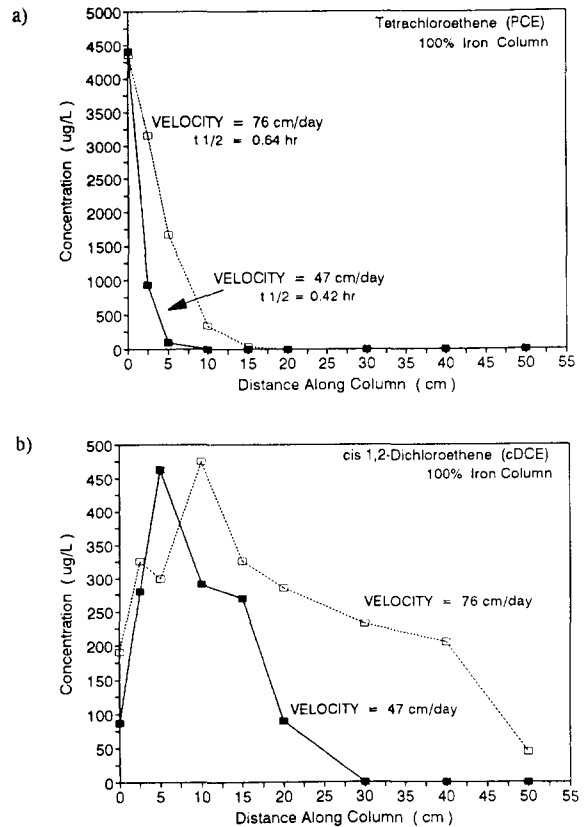 a)
Tetrachloroethene (PCE)
100% Iron Column
5000
4500
4000
3500
3000
2500
2000
1500
1000
500
0
Concentration ( ug/L )
VELOCITY = 76 cm/day
t 1/2 = 0.64 hr
VELOCITY = 47 cm/day
t 1/2 = 0.42 hr
0 5 10 15 20 25 30 35 40 45 50 55
Distance Along Column ( cm )
b)
cis 1,2-Dichloroethene (cDCE)
100% Iron Column
500
450
400
350
300
250
200
150
100
50
0
Concentration ( ug/L )
VELOCITY = 76 cm/day
VELOCITY = 47 cm/day
0 5 10 15 20 25 30 35 40 45 50 55
Distance Along Column ( cm )